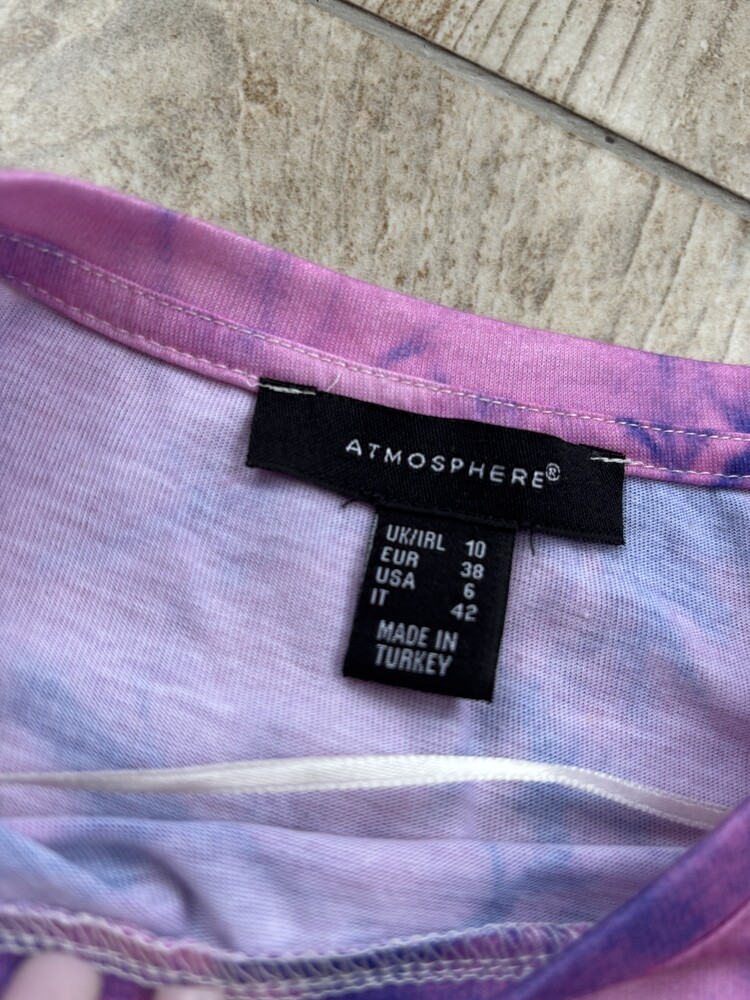 ATMOSPHERE®
UK/IRL 10
EUR 38
USA 6
IT 42
MADE IN
TURKEY